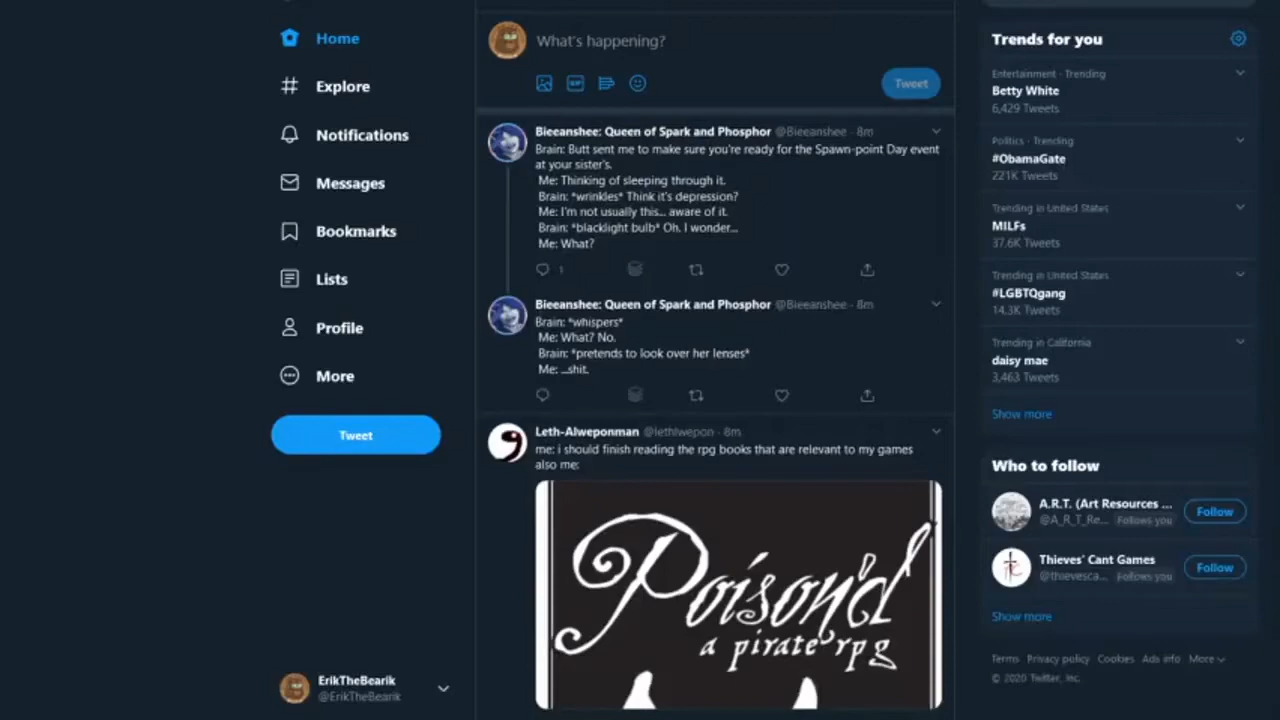 Home
Explore
Notifications
Messages
Bookmarks
Lists
Profile
More
Tweet
ErikTheBearik
@ErikTheBearik
What's happening?
GIF
Tweet
Bieeanshee: Queen of Spark and Phosphor @Bieeanshee · 8m
Brain: Butt sent me to make sure you're ready for the Spawn-point Day event
at your sister's.
Me: Thinking of sleeping through it.
Brain: *wrinkles* Think it's depression?
Me: I'm not usually this... aware of it.
Brain: *blacklight bulb* Oh. I wonder...
Me: What?
1
Bieeanshee: Queen of Spark and Phosphor @Bieeanshee · 8m
Brain: *whispers*
Me: What? No.
Brain: *pretends to look over her lenses*
Me: ...shit.
Leth-Alweponman @lethlwepon · 8m
me: i should finish reading the rpg books that are relevant to my games
also me:
Poison'd
a pirate rpg
Trends for you
Entertainment · Trending
Betty White
6,429 Tweets
Politics · Trending
#ObamaGate
221K Tweets
Trending in United States
MILFs
37.6K Tweets
Trending in United States
#LGBTQgang
14.3K Tweets
Trending in California
daisy mae
3,463 Tweets
Show more
Who to follow
A.R.T. (Art Resources ...
@A_R_T_Re... Follows you
Follow
Thieves' Cant Games
@thievesca... Follows you
Follow
Show more
Terms Privacy policy Cookies Ads info More
© 2020 Twitter, Inc.